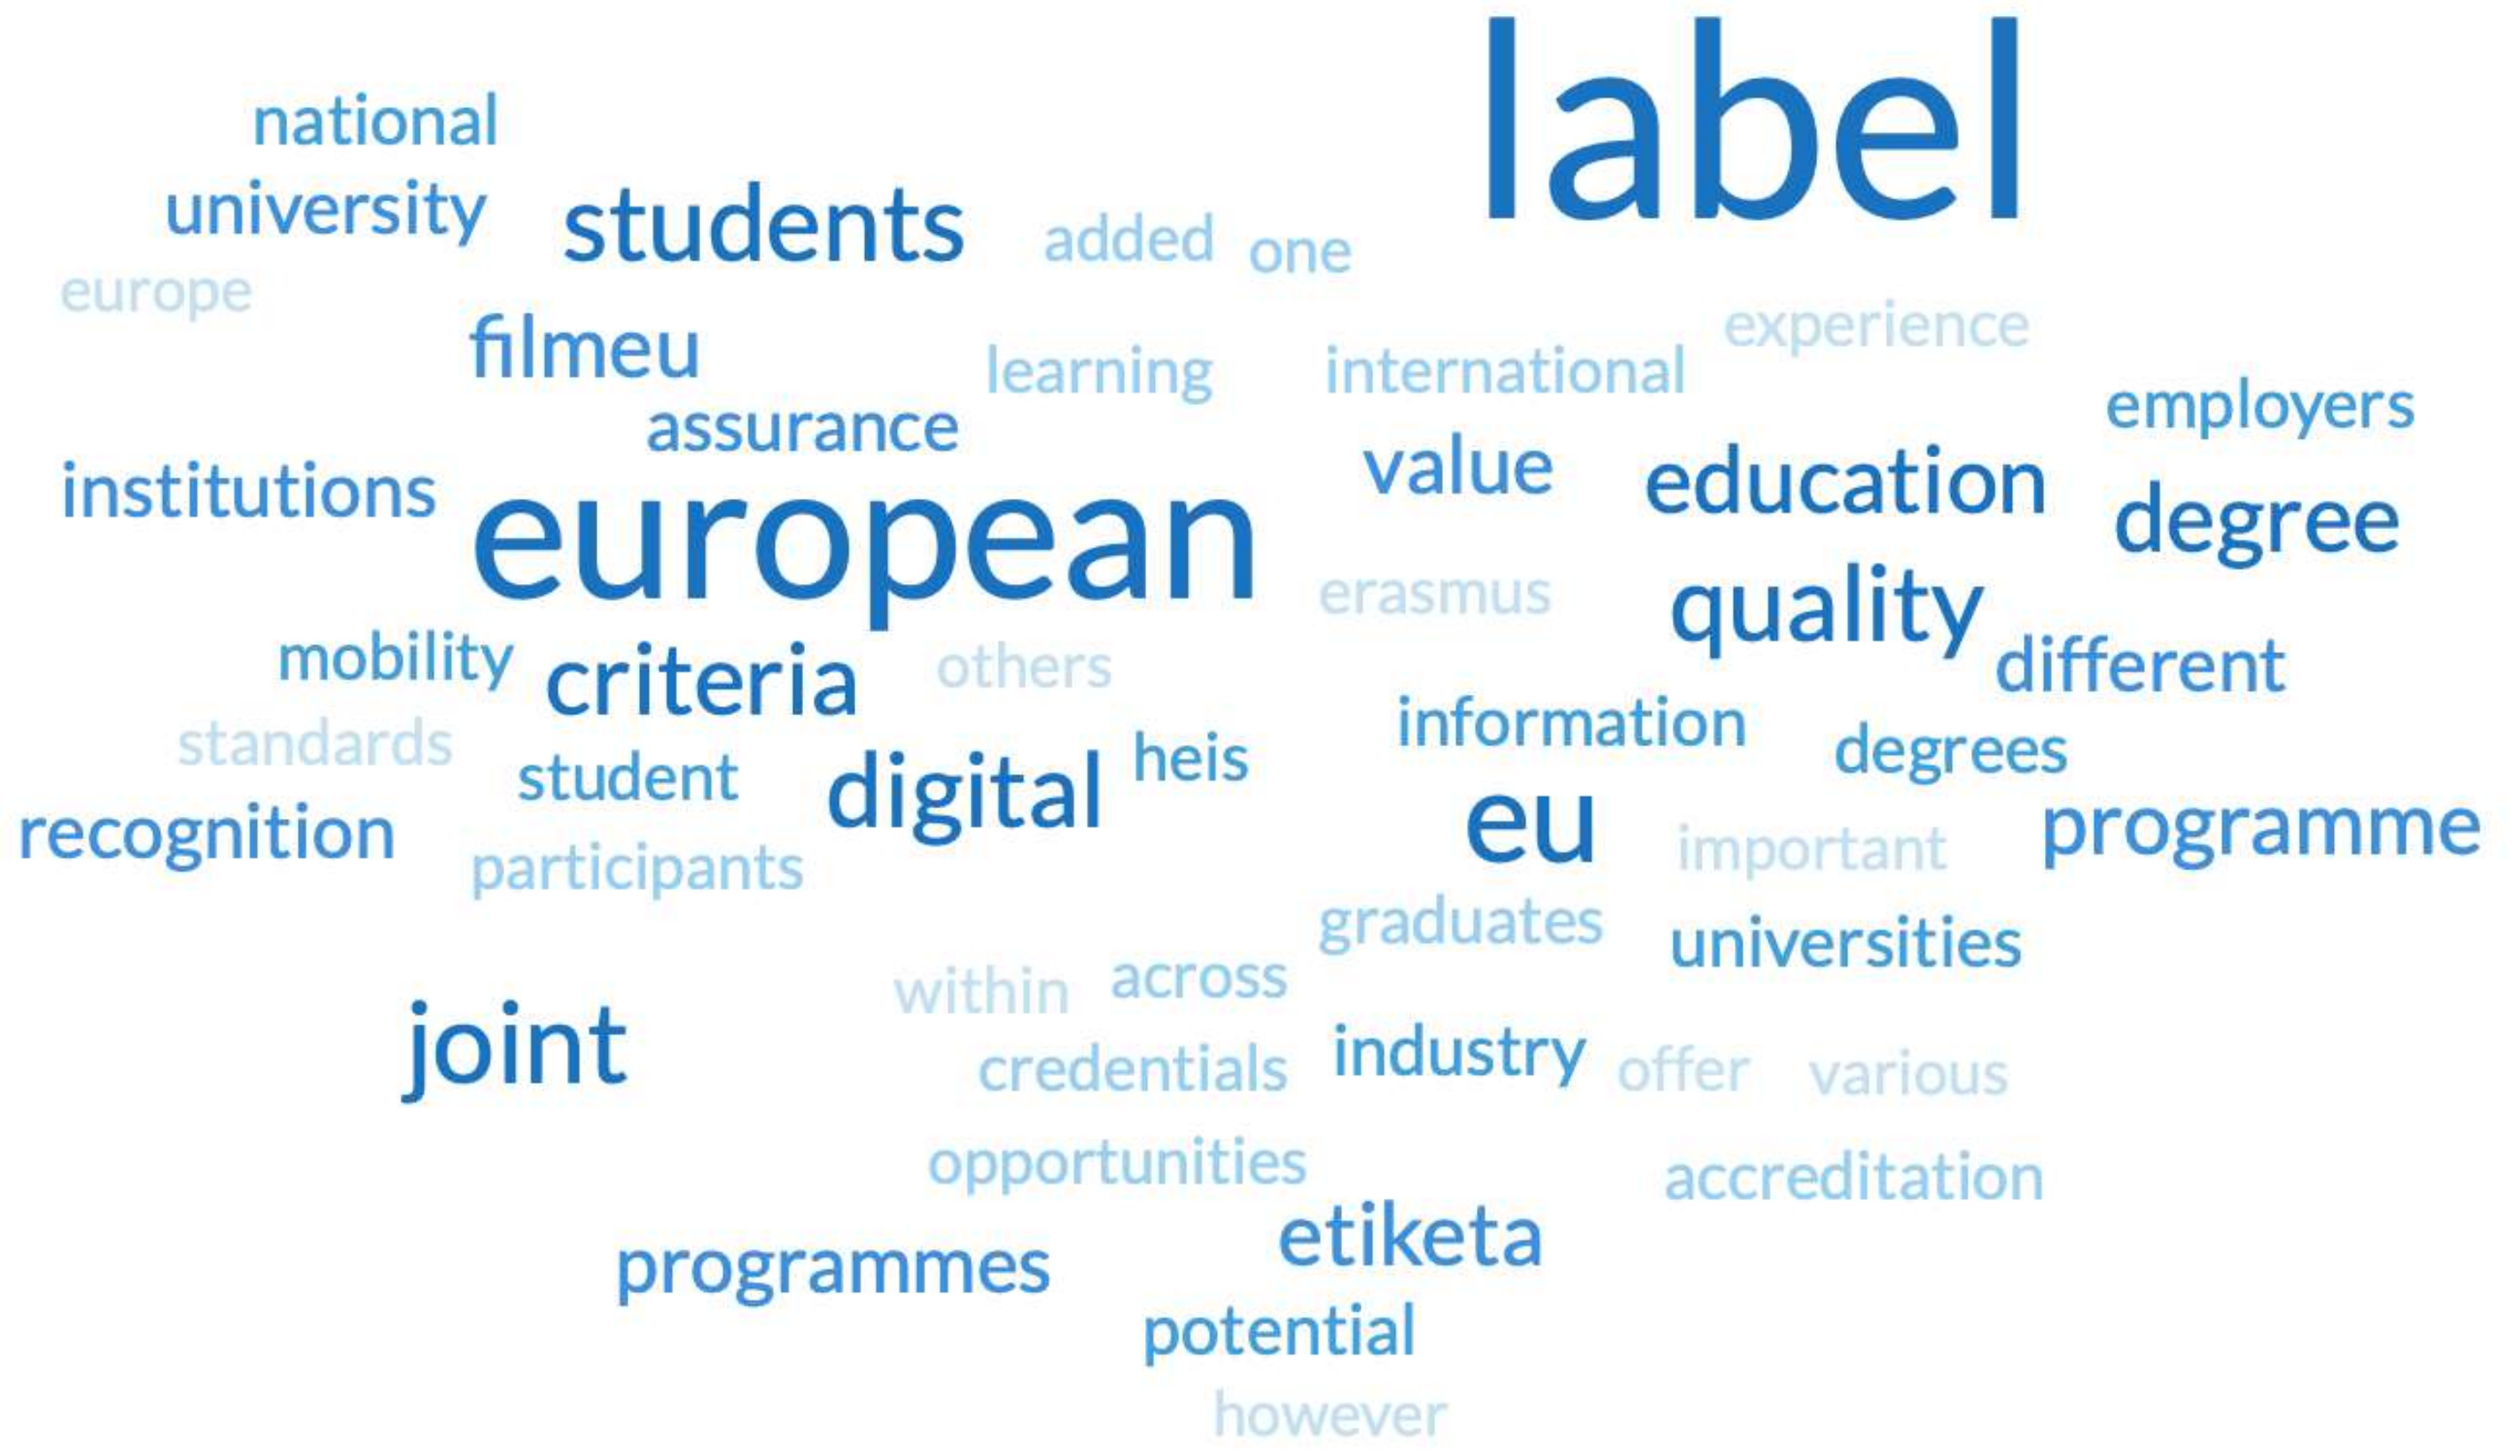 label
national
university students added one
europe
filmeu learning international experience
assurance employers
institutions european value education degree
erasmus quality
mobility criteria others different
standards student digital heis information degrees
recognition participants eu important programme
graduates universities
joint within across
credentials industry offer various
opportunities accreditation
programmes etiketa
potential
however